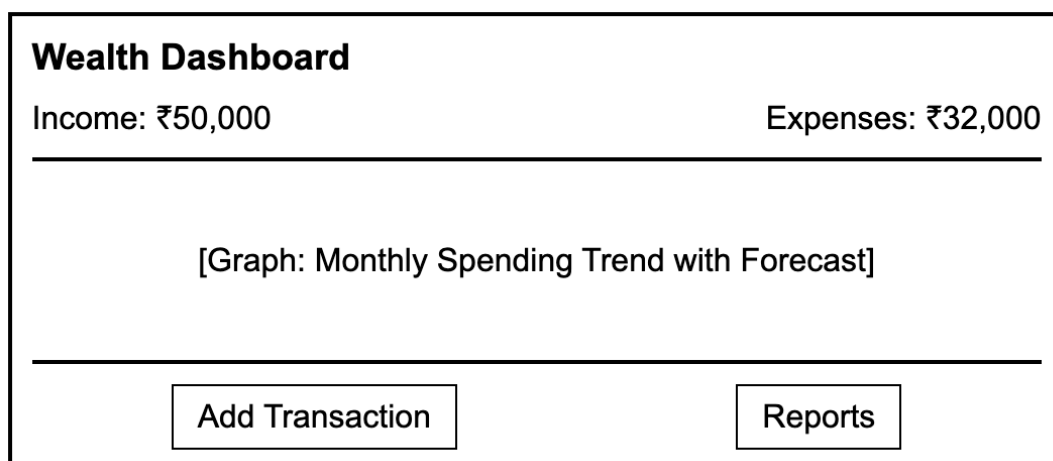 Wealth Dashboard
Income: ₹50,000 Expenses: ₹32,000
[Graph: Monthly Spending Trend with Forecast]
Add Transaction Reports